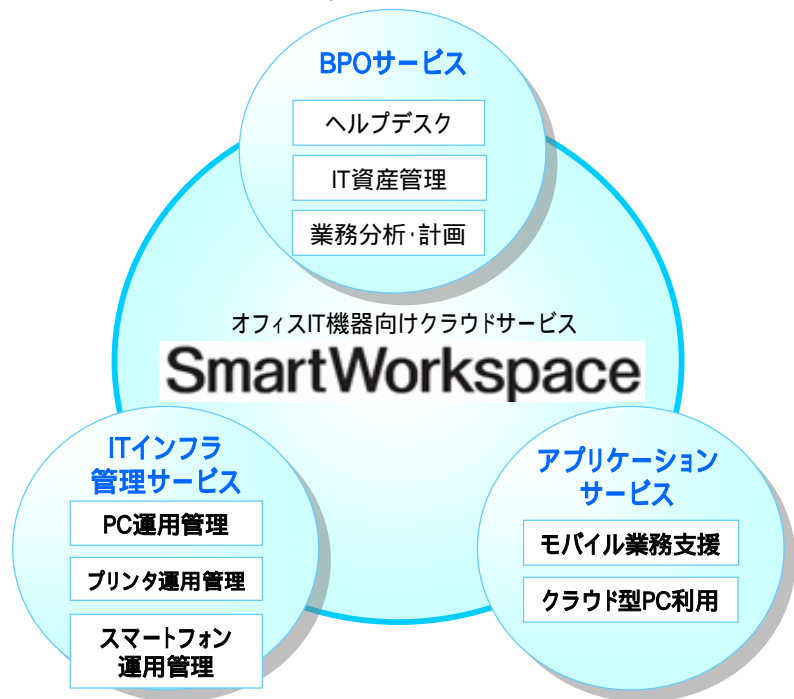 BPOサービス
ヘルプデスク
IT資産管理
業務分析・計画
オフィスIT機器向けクラウドサービス
SmartWorkspace
ITインフラ
管理サービス
PC運用管理
プリンタ運用管理
スマートフォン
運用管理
アプリケーション
サービス
モバイル業務支援
クラウド型PC利用